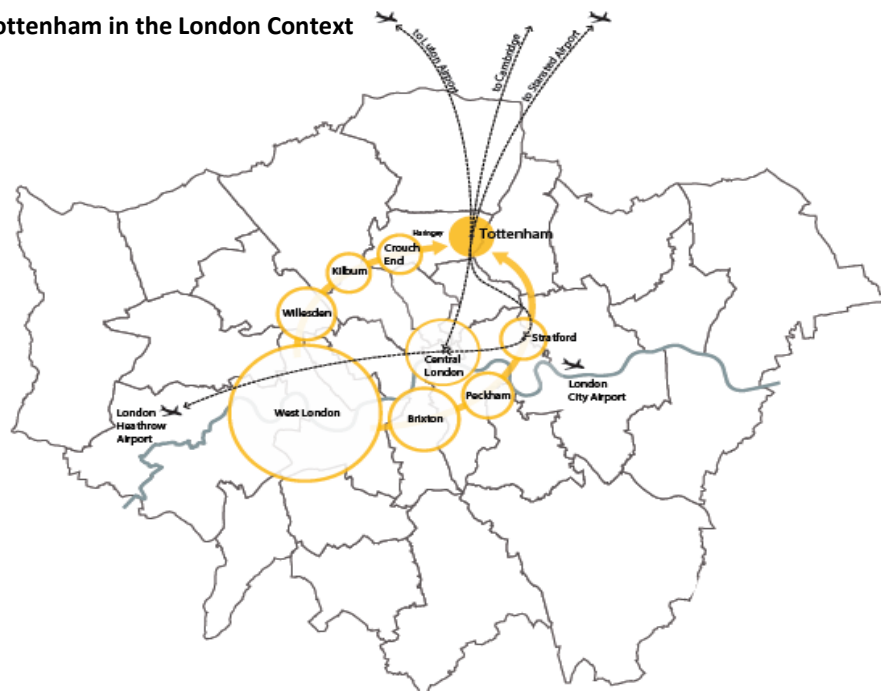 ottenham in the London Context
to Luton Airport
to Cambridge
to Stansted Airport
Haringey
Tottenham
Crouch
End
Kilburn
Willesden
Stratford
Central
London
London
City Airport
Peckham
West London
Brixton
London
Heathrow
Airport